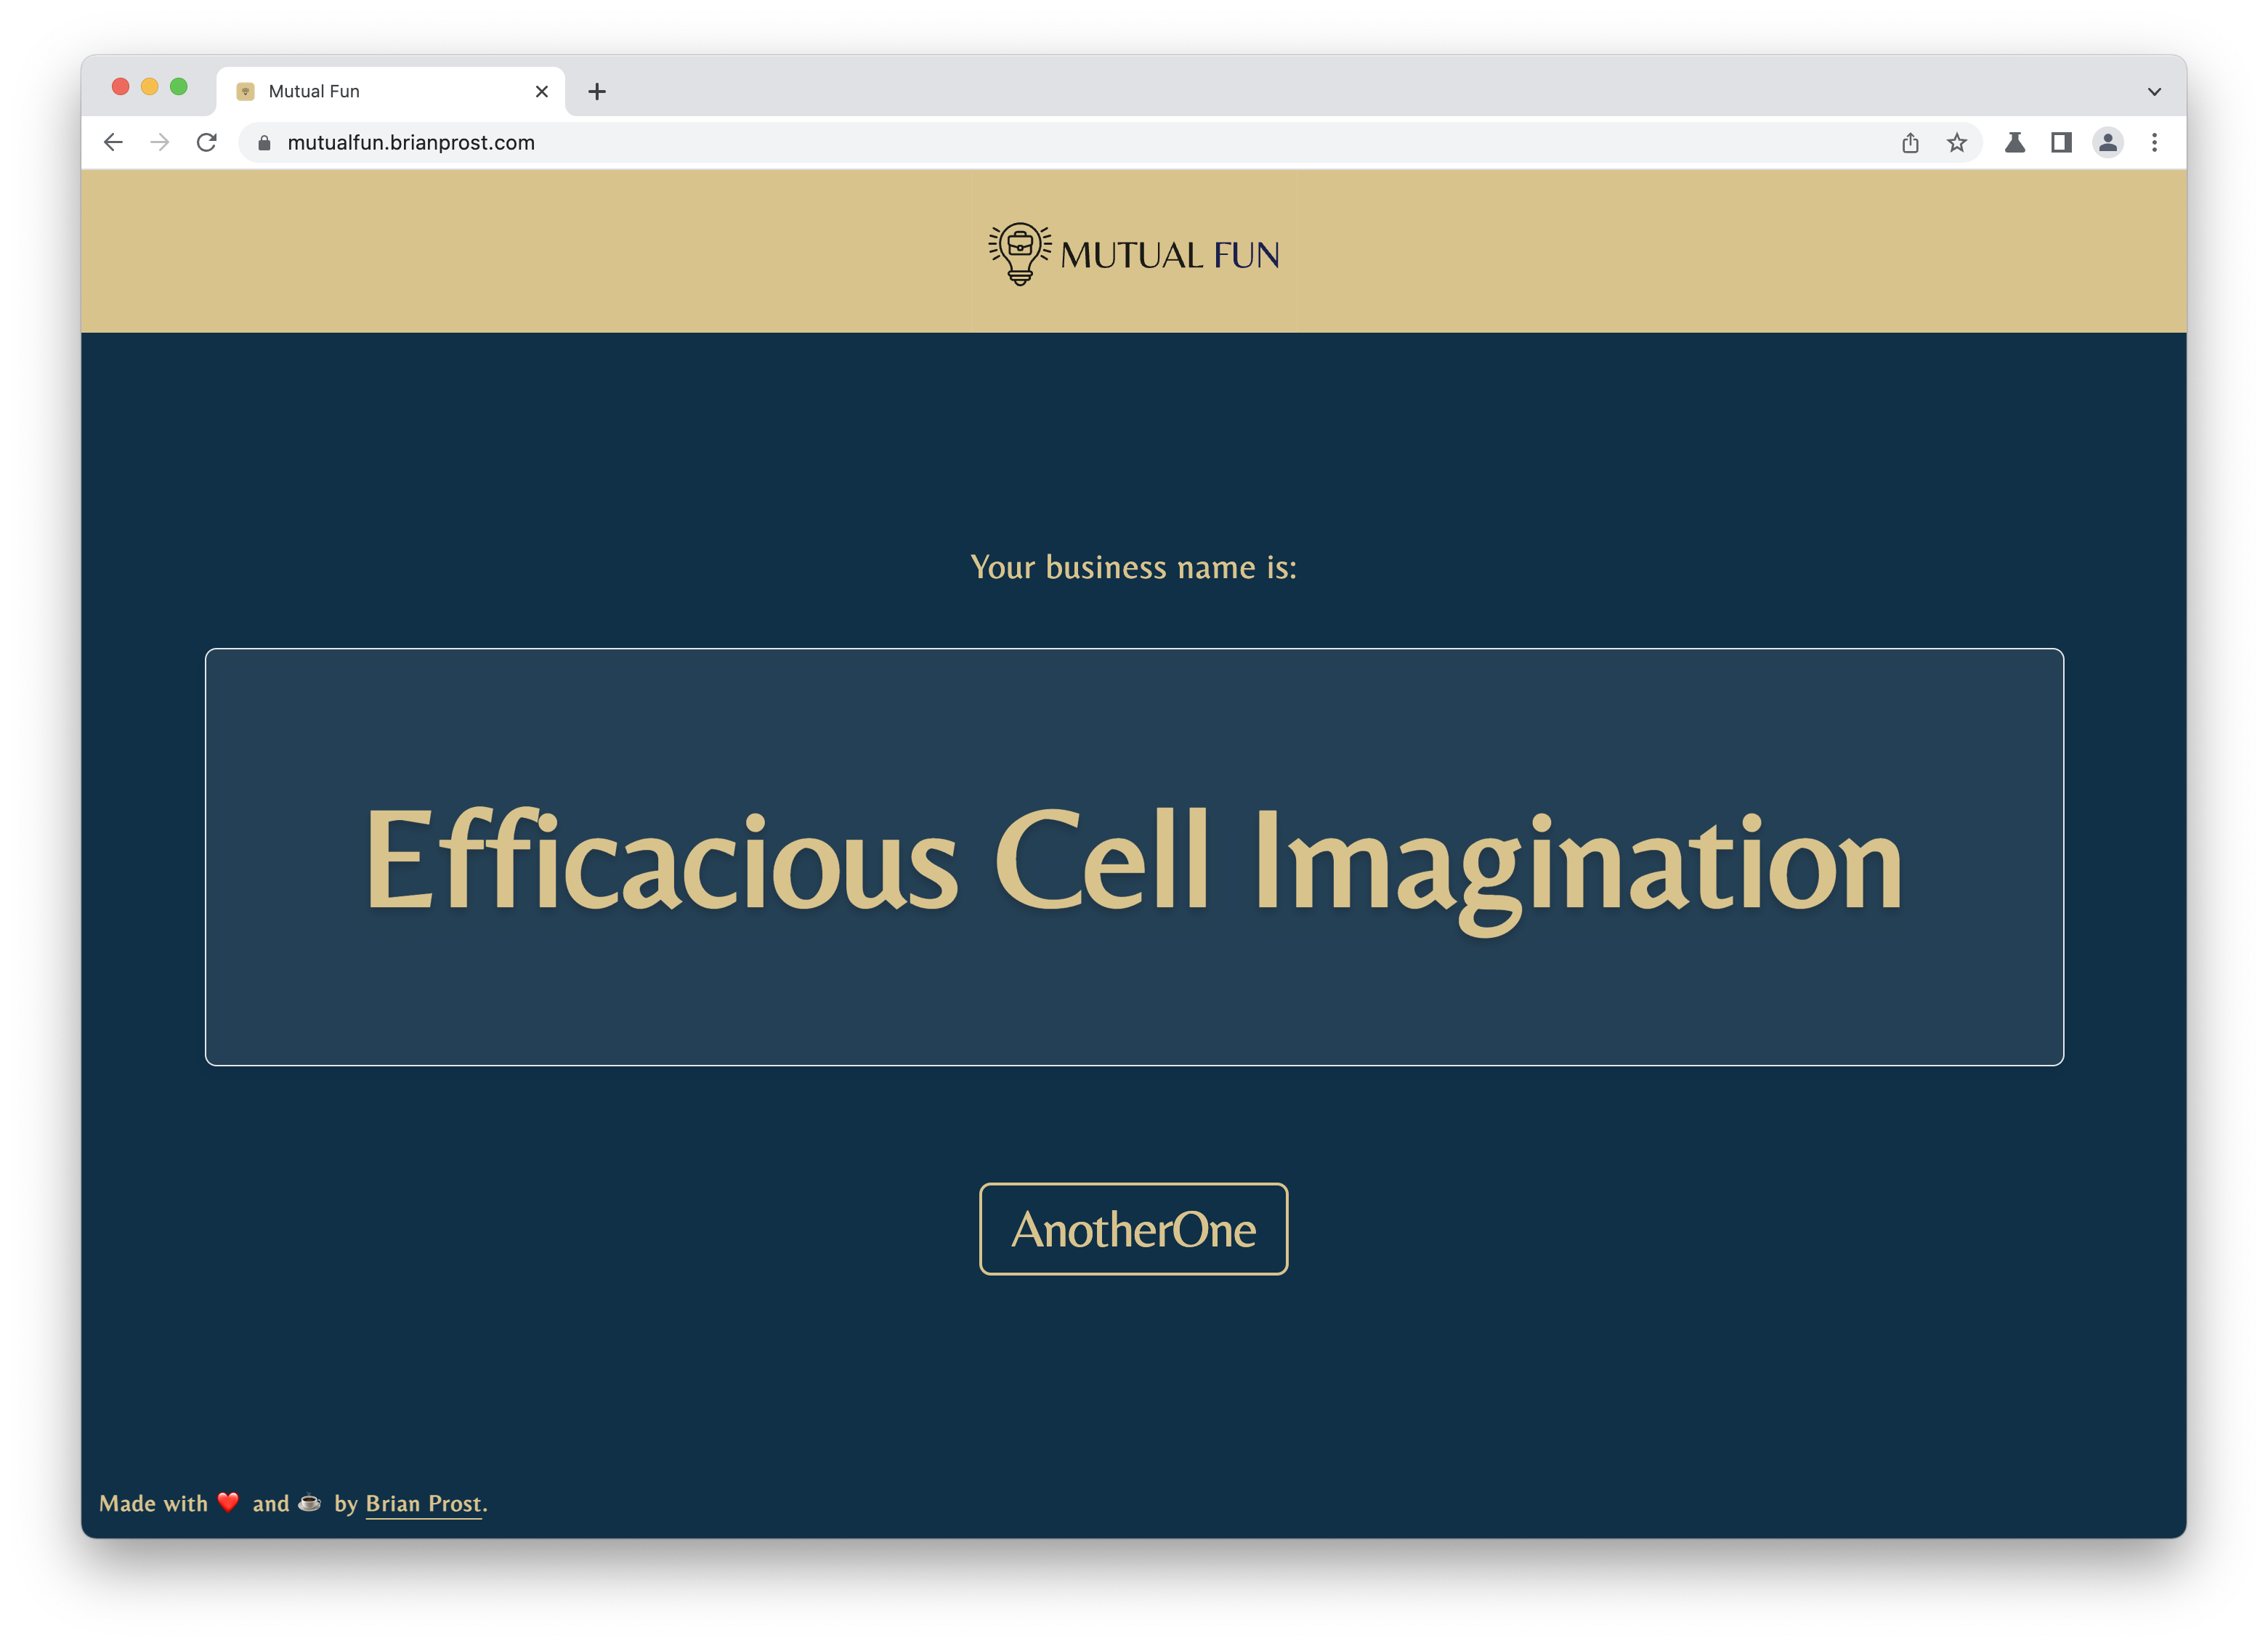 Mutual Fun
mutualfun.brianprost.com
MUTUAL FUN
Your business name is:
Efficacious Cell Imagination
AnotherOne
Made with ❤️ and ☕ by Brian Prost.